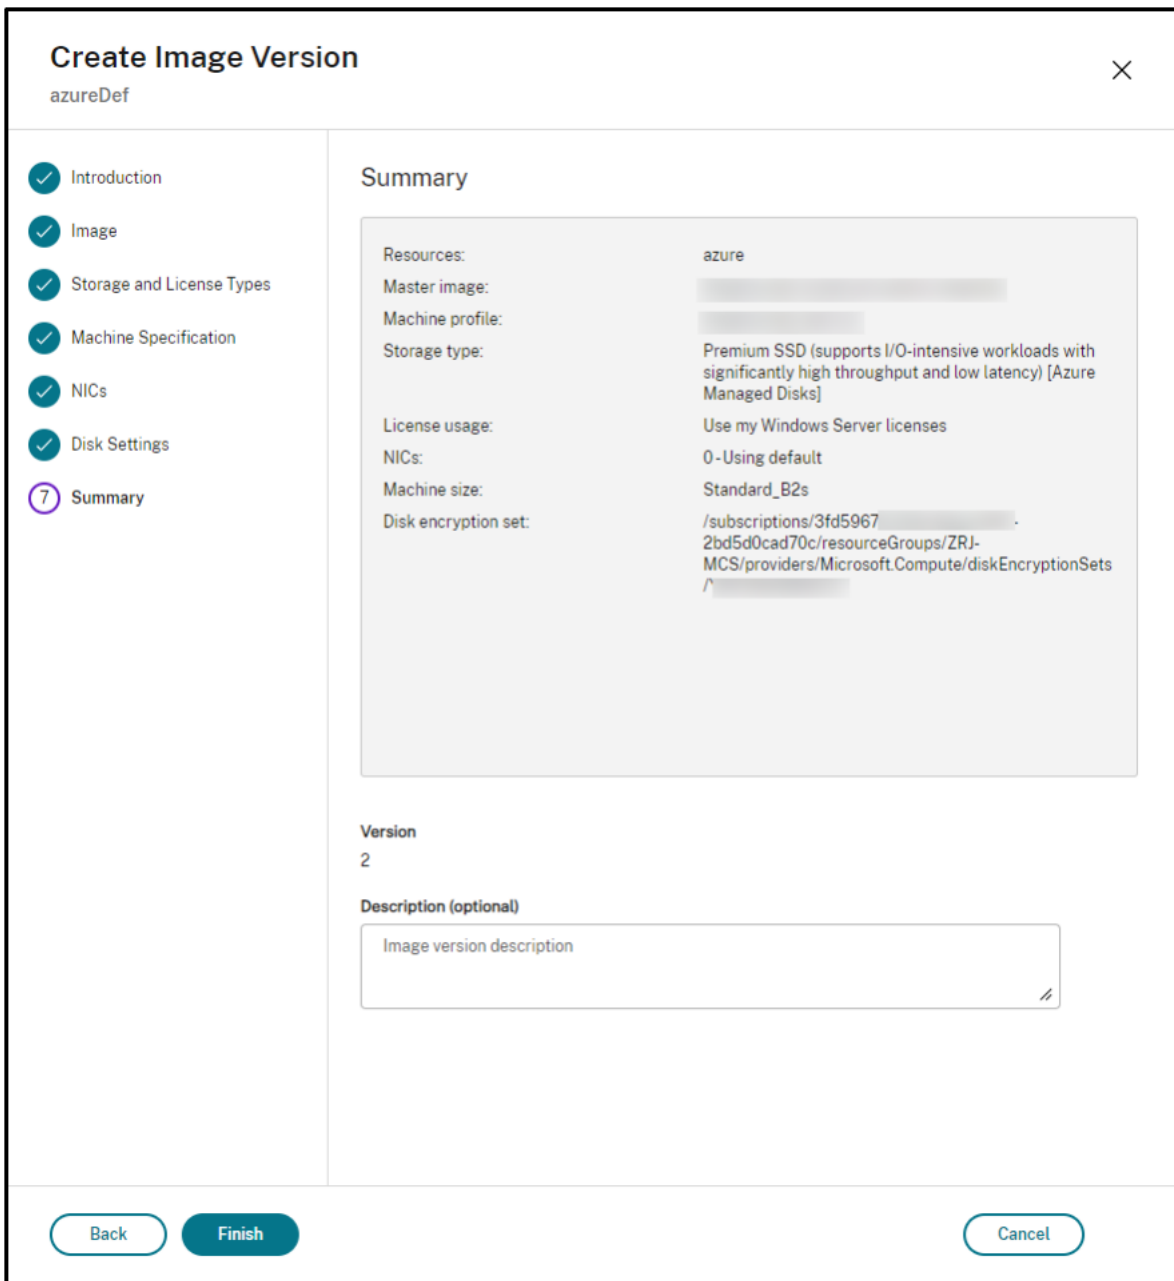 Create Image Version
azureDef
Introduction
Image
Storage and License Types
Machine Specification
NICs
Disk Settings
7 Summary
Summary
Resources: azure
Master image:
Machine profile:
Storage type: Premium SSD (supports I/O-intensive workloads with
significantly high throughput and low latency) [Azure
Managed Disks]
License usage: Use my Windows Server licenses
NICs: 0 - Using default
Machine size: Standard_B2s
Disk encryption set: /subscriptions/3fd5967 -
2bd5d0cad70c/resourceGroups/ZRJ-
MCS/providers/Microsoft.Compute/diskEncryptionSets
/
Version
2
Description (optional)
Image version description
Back Finish Cancel